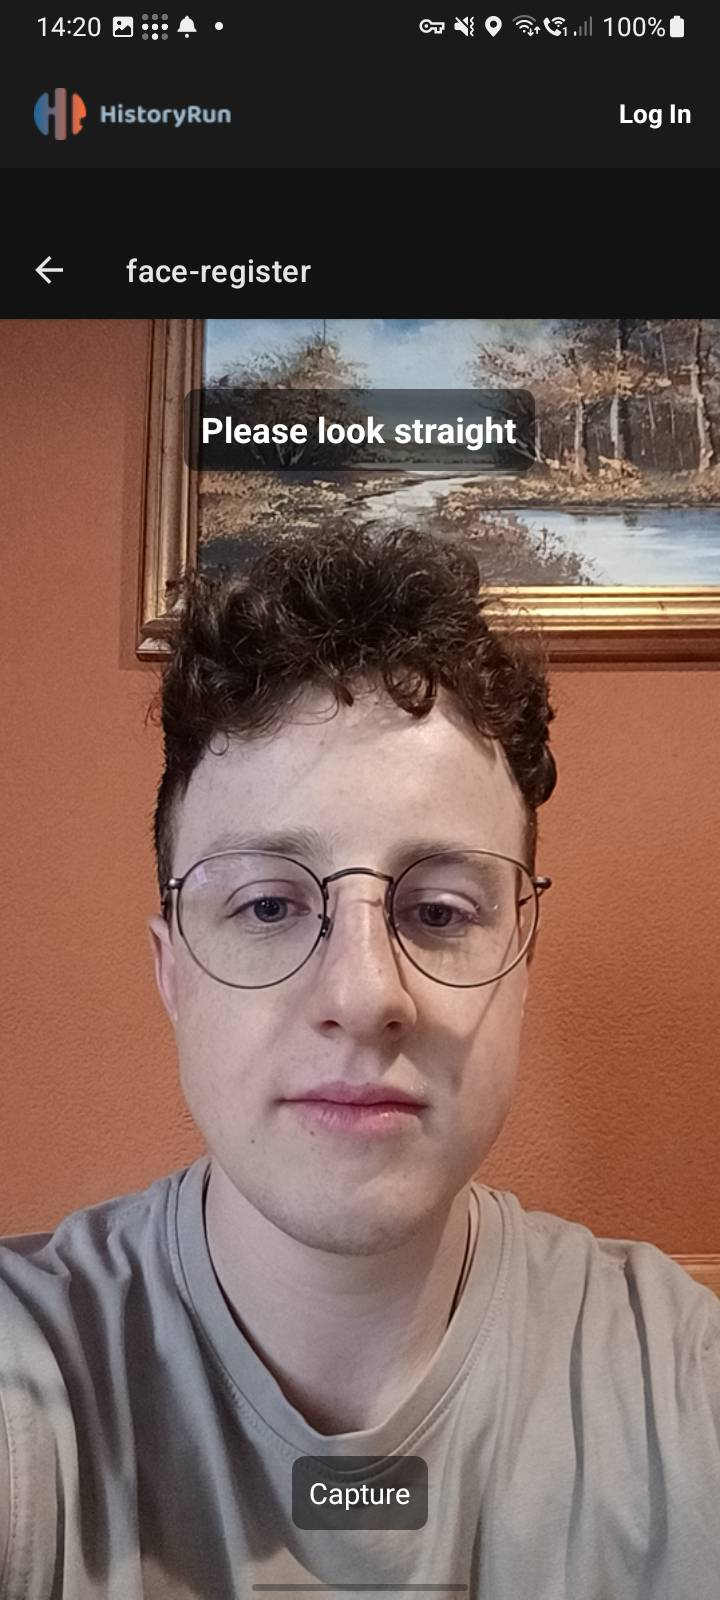 14:20
100%
HistoryRun
Log In
face-register
Please look straight
Capture